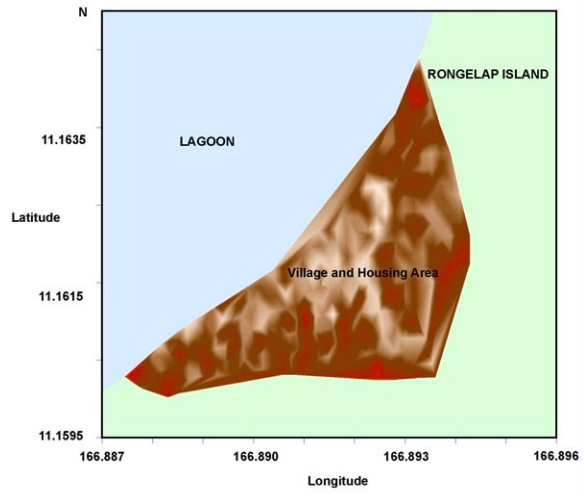 N
RONGELAP ISLAND
11.1635
LAGOON
Latitude
Village and Housing Area
11.1615
11.1595
166.887 166.890 166.893 166.896
Longitude